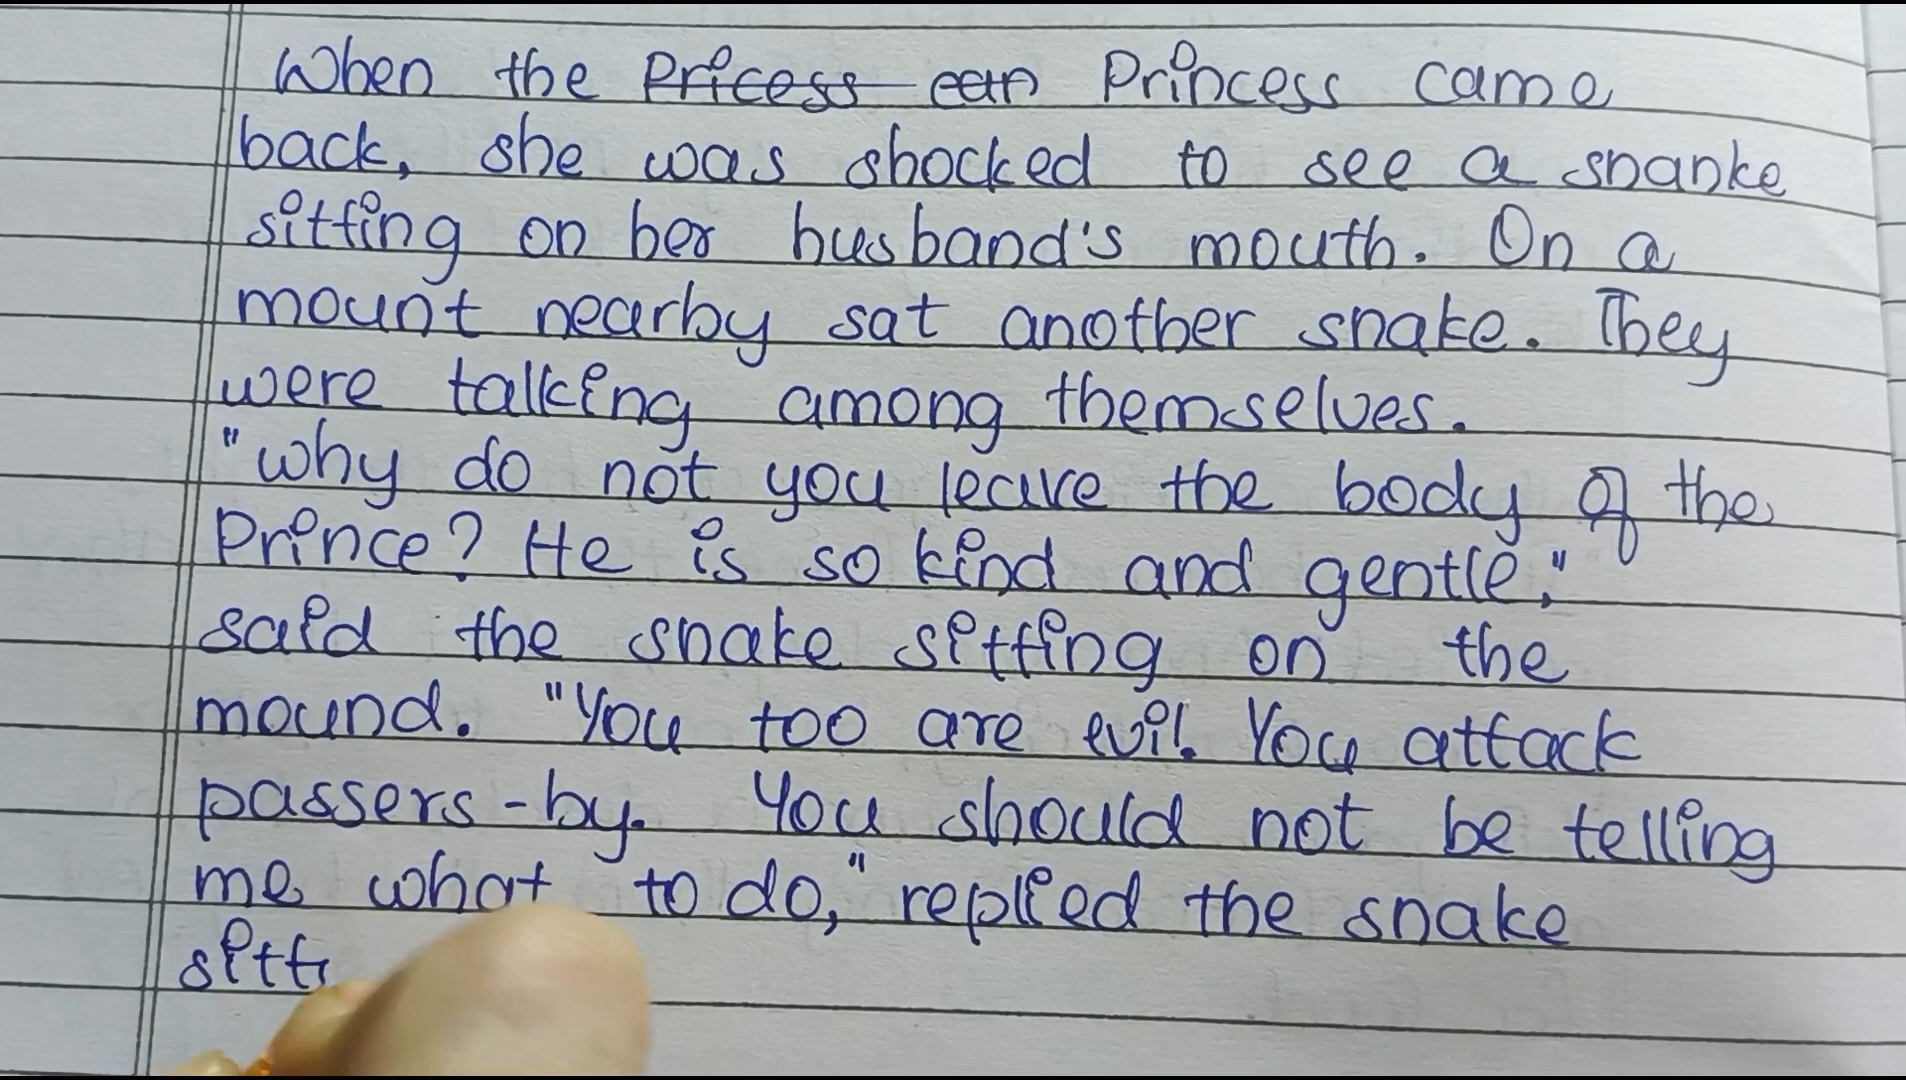 When the Pricess can Princess came
back, she was shocked to see a snanke
sitting on her husband's mouth. On a
mount nearby sat another snake. They
were talking among themselves.
"why do not you leave the body of the
Prince? He is so kind and gentle,"
said the snake sitting on the
mound. "You too are evil. You attack
passers-by. You should not be telling
me what to do," replied the snake